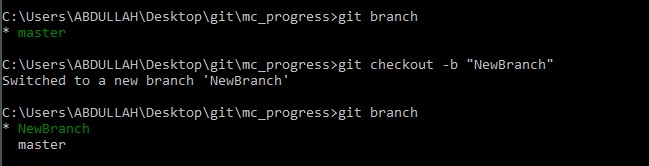 C:\Users\ABDULLAH\Desktop\git\mc_progress>git branch
* master
C:\Users\ABDULLAH\Desktop\git\mc_progress>git checkout -b "NewBranch"
Switched to a new branch 'NewBranch'
C:\Users\ABDULLAH\Desktop\git\mc_progress>git branch
* NewBranch
  master